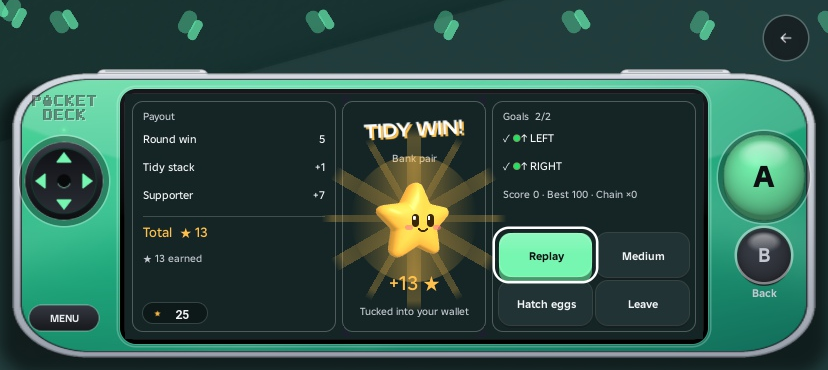 POCKET
DECK
MENU
Payout
Round win 5
Tidy stack +1
Supporter +7
Total ★ 13
★ 13 earned
★ 25
TIDY WIN!
Bank pair
+13 ★
Tucked into your wallet
Goals 2/2
✓ ●↑ LEFT
✓ ●↑ RIGHT
Score 0 · Best 100 · Chain ×0
Replay
Medium
Hatch eggs
Leave
A
B
Back